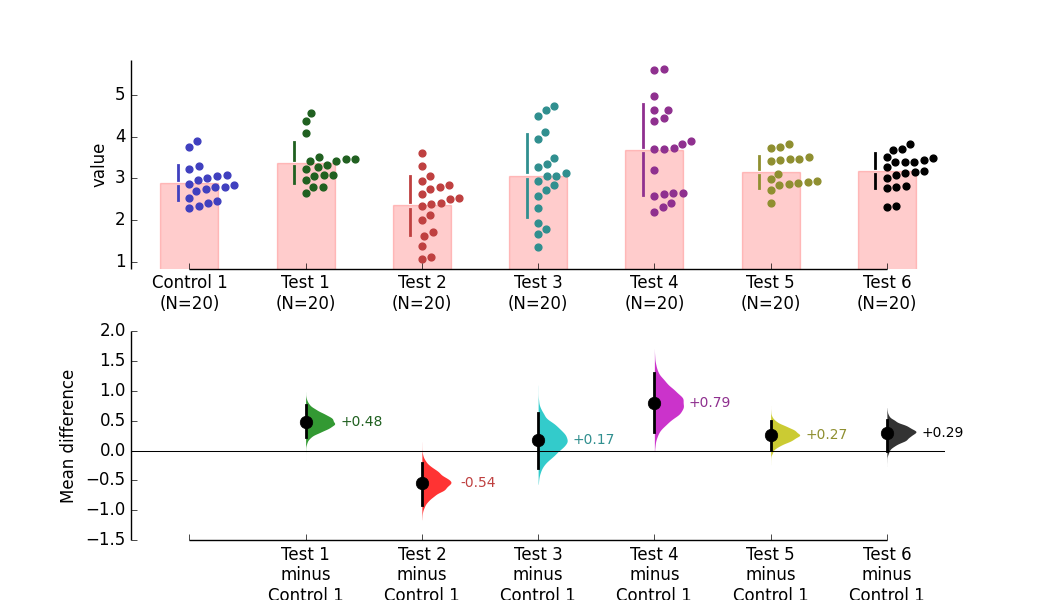 value
5
4
3
2
1
Control 1 Test 1 Test 2 Test 3 Test 4 Test 5 Test 6
(N=20) (N=20) (N=20) (N=20) (N=20) (N=20) (N=20)
Mean difference
2.0
1.5
1.0
0.5
0.0
−0.5
−1.0
−1.5
+0.48
-0.54
+0.17
+0.79
+0.27
+0.29
Test 1 Test 2 Test 3 Test 4 Test 5 Test 6
minus minus minus minus minus minus
Control 1 Control 1 Control 1 Control 1 Control 1 Control 1